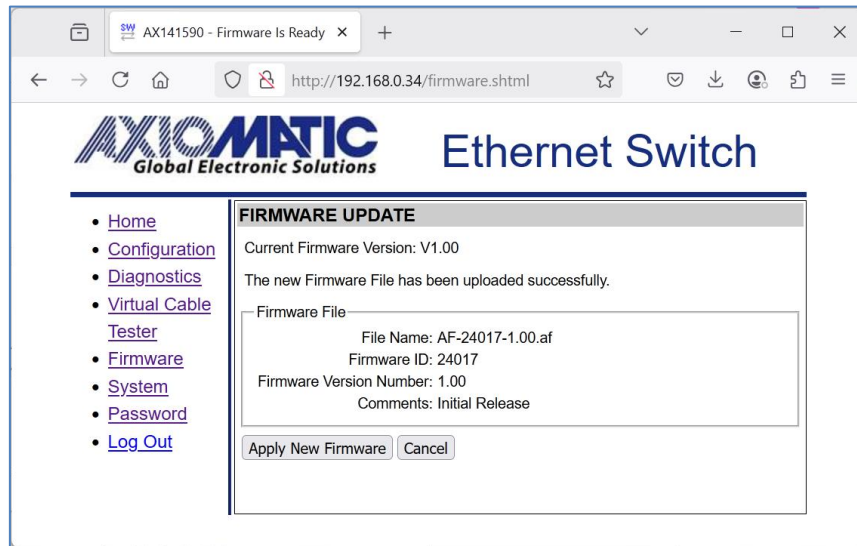 SW
AX141590 - Firmware Is Ready
http://192.168.0.34/firmware.shtml
AXIOMATIC
Global Electronic Solutions
Ethernet Switch
Home
Configuration
Diagnostics
Virtual Cable
Tester
Firmware
System
Password
Log Out
FIRMWARE UPDATE
Current Firmware Version: V1.00
The new Firmware File has been uploaded successfully.
Firmware File
File Name: AF-24017-1.00.af
Firmware ID: 24017
Firmware Version Number: 1.00
Comments: Initial Release
Apply New Firmware Cancel